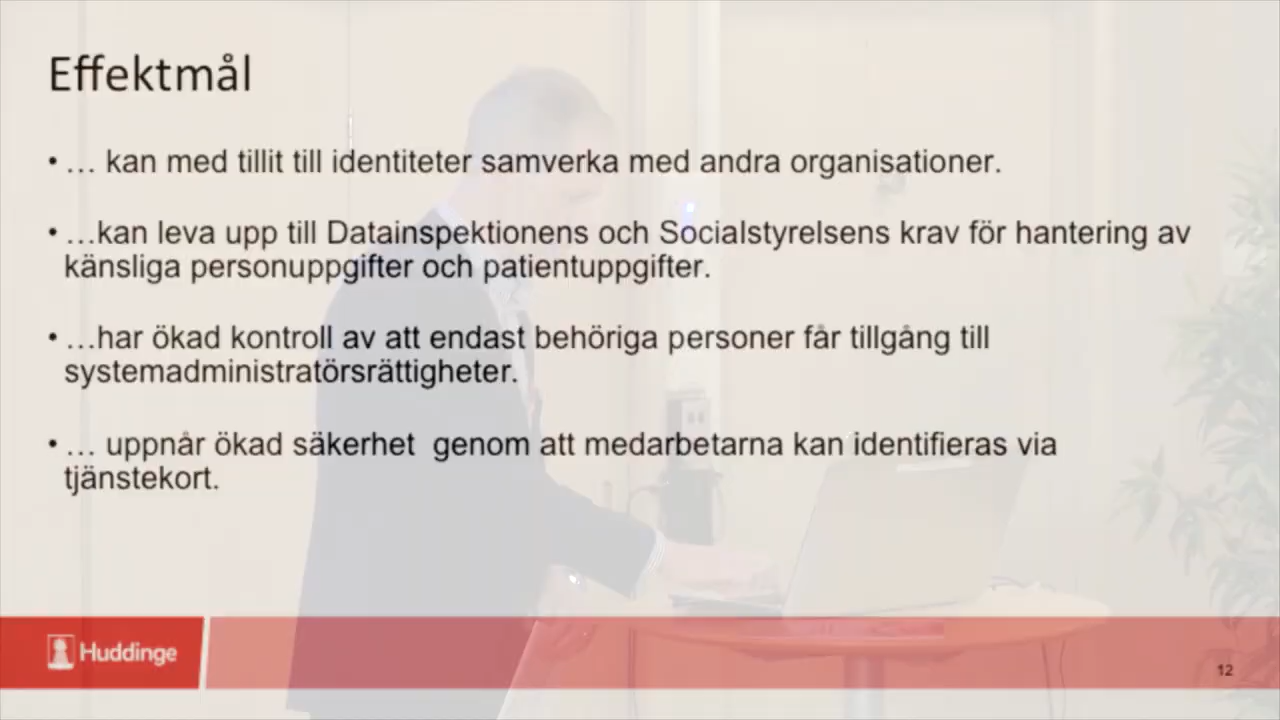 Effektmål
• … kan med tillit till identiteter samverka med andra organisationer.
• …kan leva upp till Datainspektionens och Socialstyrelsens krav för hantering av
känsliga personuppgifter och patientuppgifter.
• …har ökad kontroll av att endast behöriga personer får tillgång till
systemadministratörsrättigheter.
• … uppnår ökad säkerhet genom att medarbetarna kan identifieras via
tjänstekort.
Huddinge
12